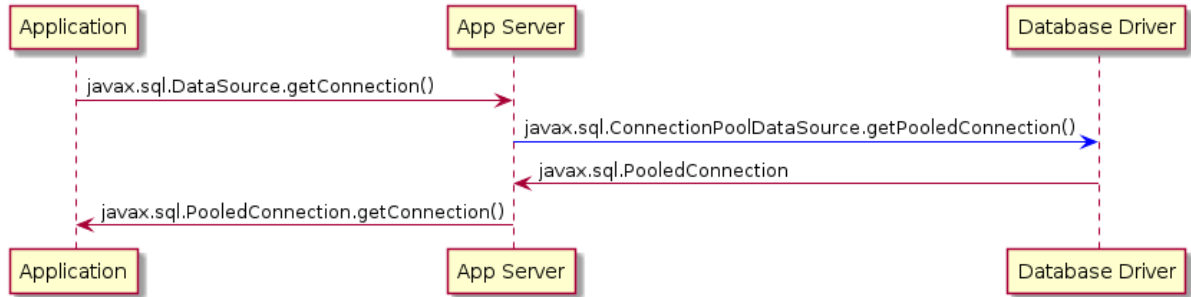 Application
App Server
Database Driver
javax.sql.DataSource.getConnection()
javax.sql.ConnectionPoolDataSource.getPooledConnection()
javax.sql.PooledConnection
javax.sql.PooledConnection.getConnection()
Application
App Server
Database Driver